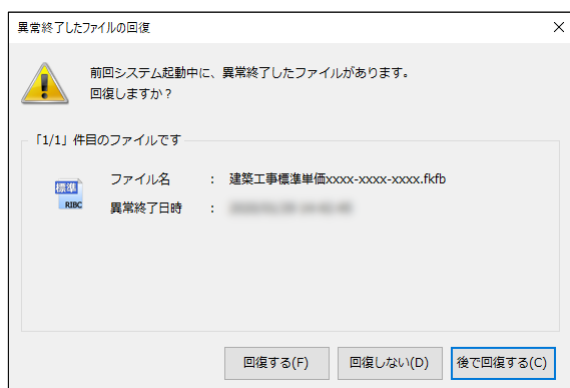 異常終了したファイルの回復
前回システム起動中に、異常終了したファイルがあります。
回復しますか？
「1/1」件目のファイルです
標準
RIBC
ファイル名 : 建築工事標準単価xxxx-xxxx-xxxx.fkfb
異常終了日時 :
回復する(F)
回復しない(D)
後で回復する(C)